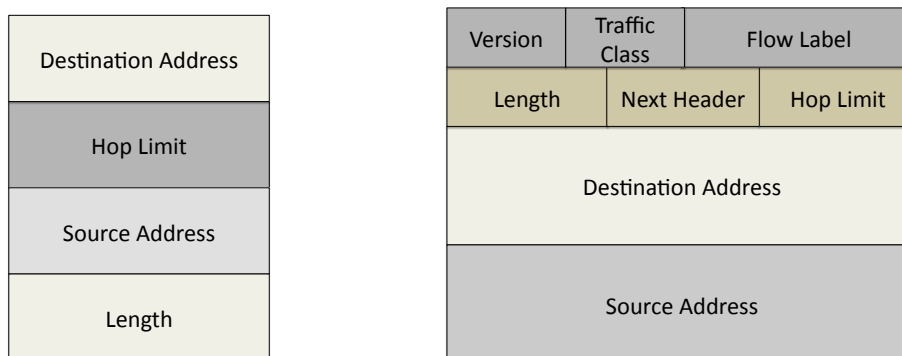 Destination Address
Hop Limit
Source Address
Length
Version
Traffic
Class
Flow Label
Length
Next Header
Hop Limit
Destination Address
Source Address